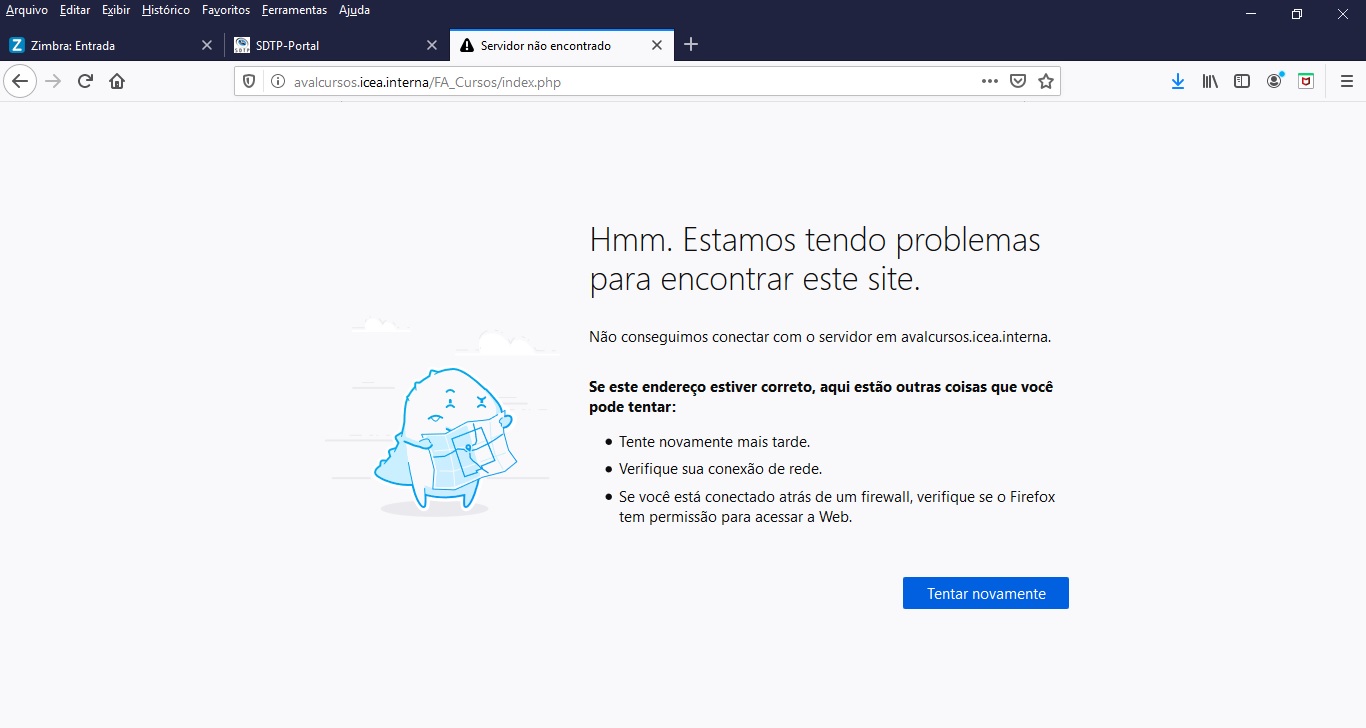 Arquivo Editar Exibir Histórico Favoritos Ferramentas Ajuda
Z Zimbra: Entrada SDTP SDTP-Portal Servidor não encontrado
avalcursos.icea.interna/FA_Cursos/index.php
Hmm. Estamos tendo problemas
para encontrar este site.
Não conseguimos conectar com o servidor em avalcursos.icea.interna.
Se este endereço estiver correto, aqui estão outras coisas que você
pode tentar:
Tente novamente mais tarde.
Verifique sua conexão de rede.
Se você está conectado atrás de um firewall, verifique se o Firefox
tem permissão para acessar a Web.
Tentar novamente